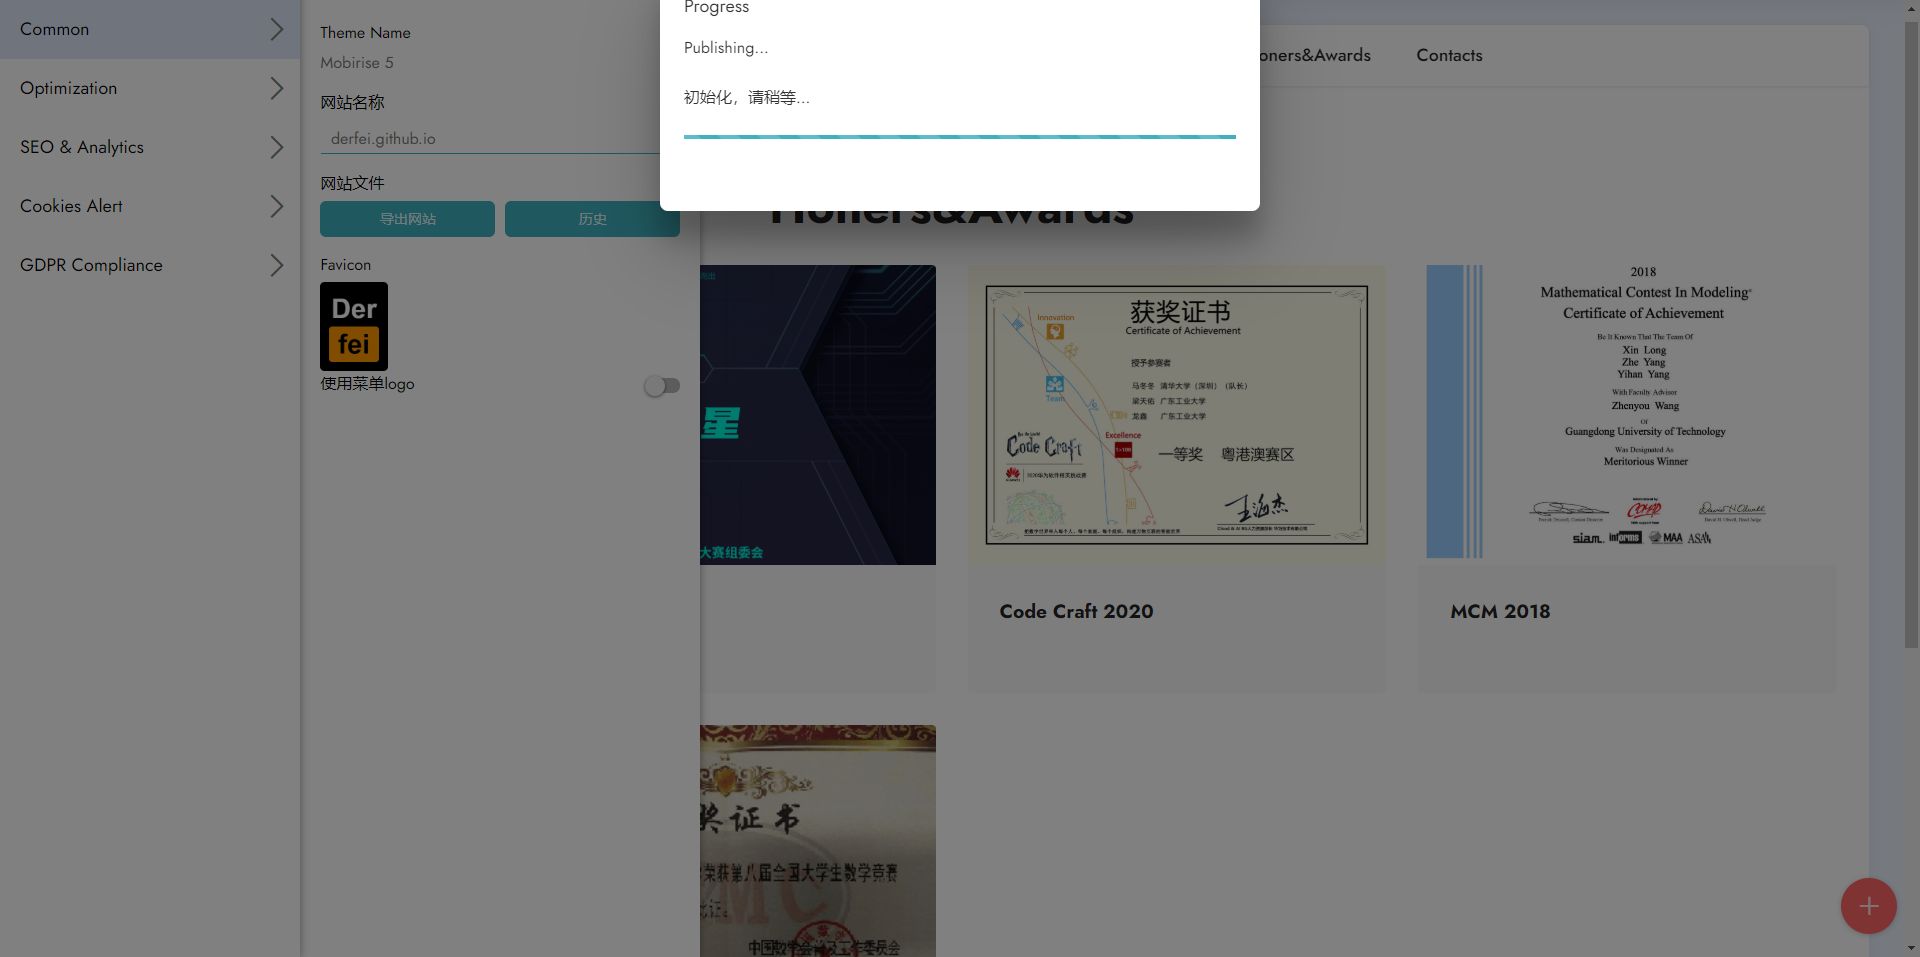 Common
Optimization
SEO & Analytics
Cookies Alert
GDPR Compliance
Theme Name
Mobirise 5
网站名称
derfei.github.io
网站文件
导出网站
历史
Favicon
Der
fei
使用菜单logo
Progress
Publishing...
初始化，请稍等...
oners&Awards
Contacts
Honers&Awards
星
大赛组委会
获奖证书
Certificate of Achievement
Innovation
授予参赛者
马冬冬 清华大学（深圳）（队长）
梁天佑 广东工业大学
龙鑫 广东工业大学
Team
Excellence
Code Craft
一等奖 粤港澳赛区
2018
Mathematical Contest In Modeling®
Certificate of Achievement
Be It Known That The Team Of
Xin Long
Zhe Yang
Yihan Yang
With Faculty Advisor
Zhenyou Wang
Of
Guangdong University of Technology
Was Designated As
Meritorious Winner
COMAP
siam. informs MAA ASA
Code Craft 2020
MCM 2018
奖证书
荣获第八届全国大学生数学竞赛
中国数学会普及工作委员会